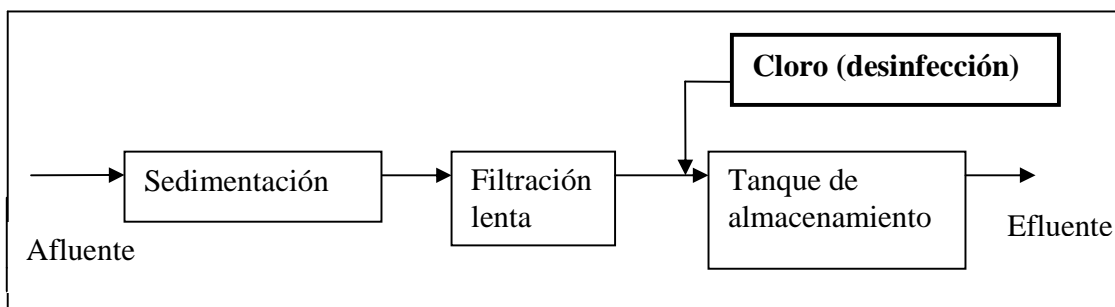 Cloro (desinfección)
Sedimentación
Filtración
lenta
Tanque de
almacenamiento
Afluente
Efluente